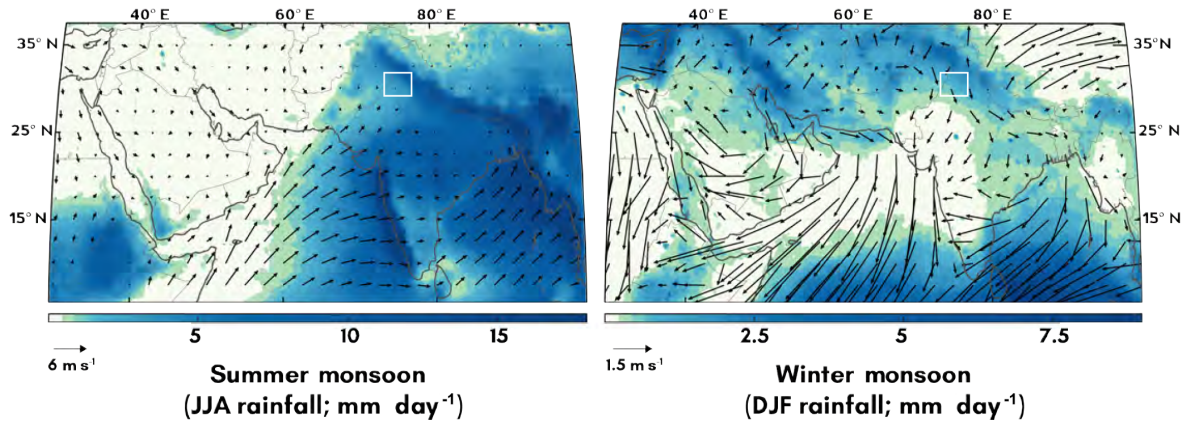 40° E 60° E 80° E
35° N
25° N
15° N
5 10 15
6 m s-1
Summer monsoon
(JJA rainfall; mm day-1)
40° E 60° E 80° E
35° N
25° N
15° N
2.5 5 7.5
1.5 m s-1
Winter monsoon
(DJF rainfall; mm day-1)